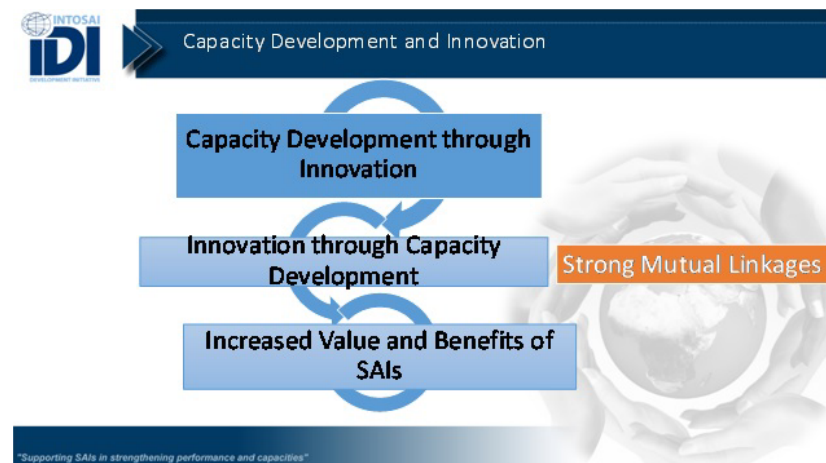 INTOSAI
IDI
DEVELOPMENT INITIATIVE
Capacity Development and Innovation
Capacity Development through
Innovation
Innovation through Capacity
Development
Strong Mutual Linkages
Increased Value and Benefits of
SAIs
"Supporting SAIs in strengthening performance and capacities"